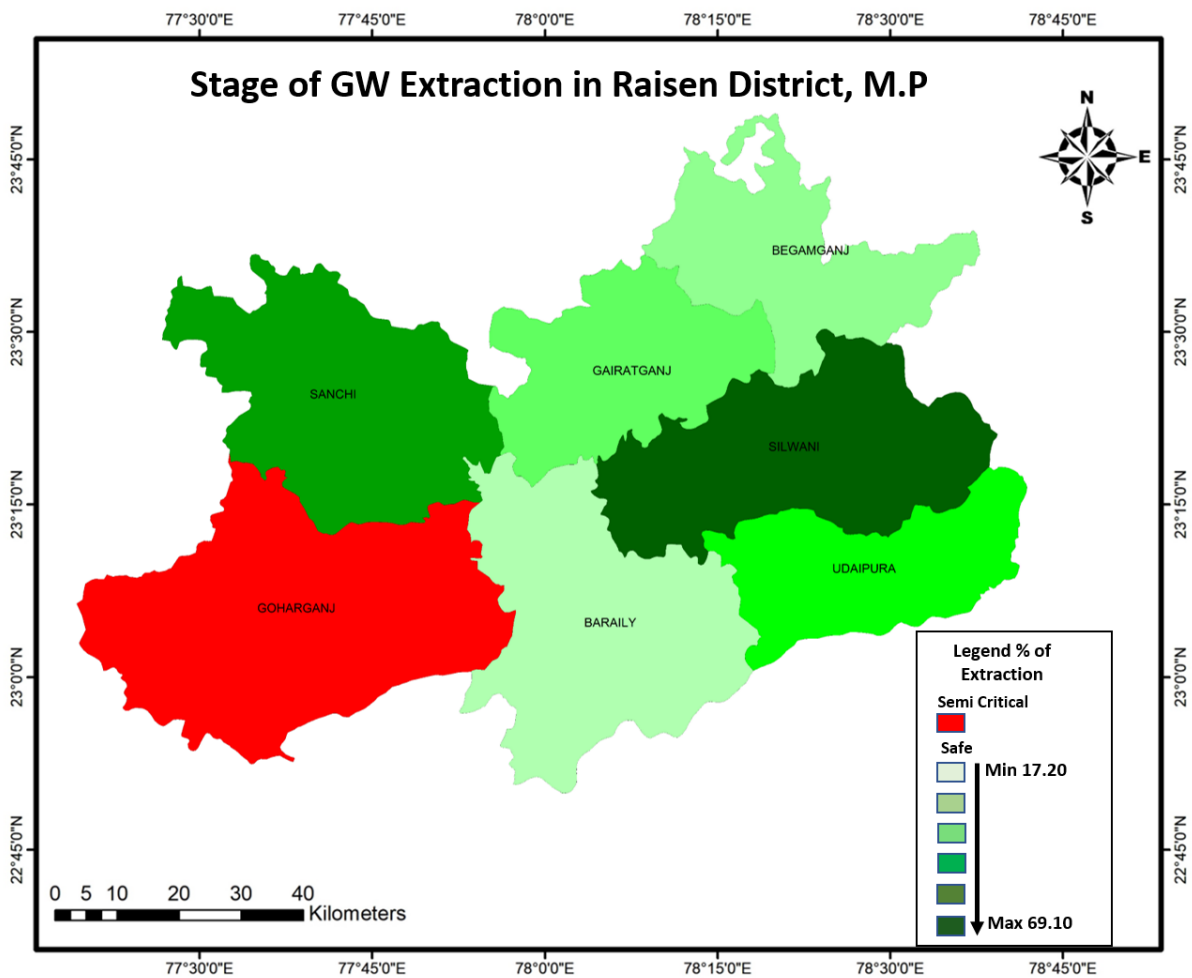 77°30'0"E 77°45'0"E 78°0'0"E 78°15'0"E 78°30'0"E 78°45'0"E
Stage of GW Extraction in Raisen District, M.P
N
E
S
23°45'0"N
23°45'0"N
BEGAMGANJ
23°30'0"N
23°30'0"N
GAIRATGANJ
SANCHI
SILWANI
23°15'0"N
23°15'0"N
UDAIPURA
GOHARGANJ
BARAILY
23°0'0"N
23°0'0"N
Legend % of
Extraction
Semi Critical
Safe
Min 17.20
Max 69.10
22°45'0"N
22°45'0"N
0 5 10 20 30 40
Kilometers
77°30'0"E 77°45'0"E 78°0'0"E 78°15'0"E 78°30'0"E 78°45'0"E